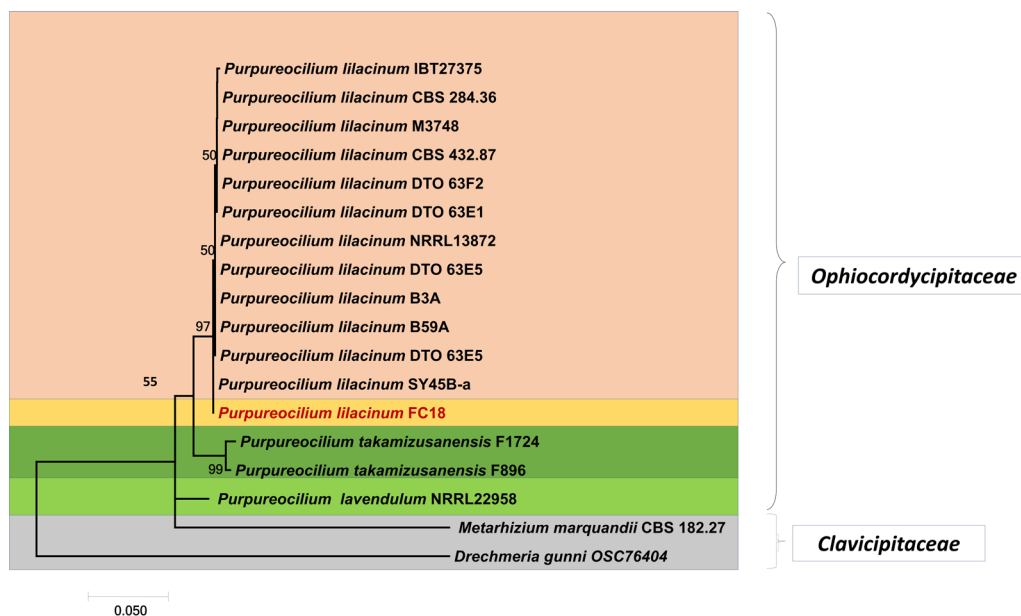 Purpureocilium lilacinum IBT27375
Purpureocilium lilacinum CBS 284.36
Purpureocilium lilacinum M3748
50
Purpureocilium lilacinum CBS 432.87
Purpureocilium lilacinum DTO 63F2
Purpureocilium lilacinum DTO 63E1
Purpureocilium lilacinum NRRL13872
50
Purpureocilium lilacinum DTO 63E5
Ophiocordycipitaceae
Purpureocilium lilacinum B3A
97
Purpureocilium lilacinum B59A
Purpureocilium lilacinum DTO 63E5
55
Purpureocilium lilacinum SY45B-a
Purpureocilium lilacinum FC18
Purpureocilium takamizusanensis F1724
99
Purpureocilium takamizusanensis F896
Purpureocilium lavendulum NRRL22958
Metarhizium marquandii CBS 182.27
Clavicipitaceae
Drechmeria gunni OSC76404
0.050